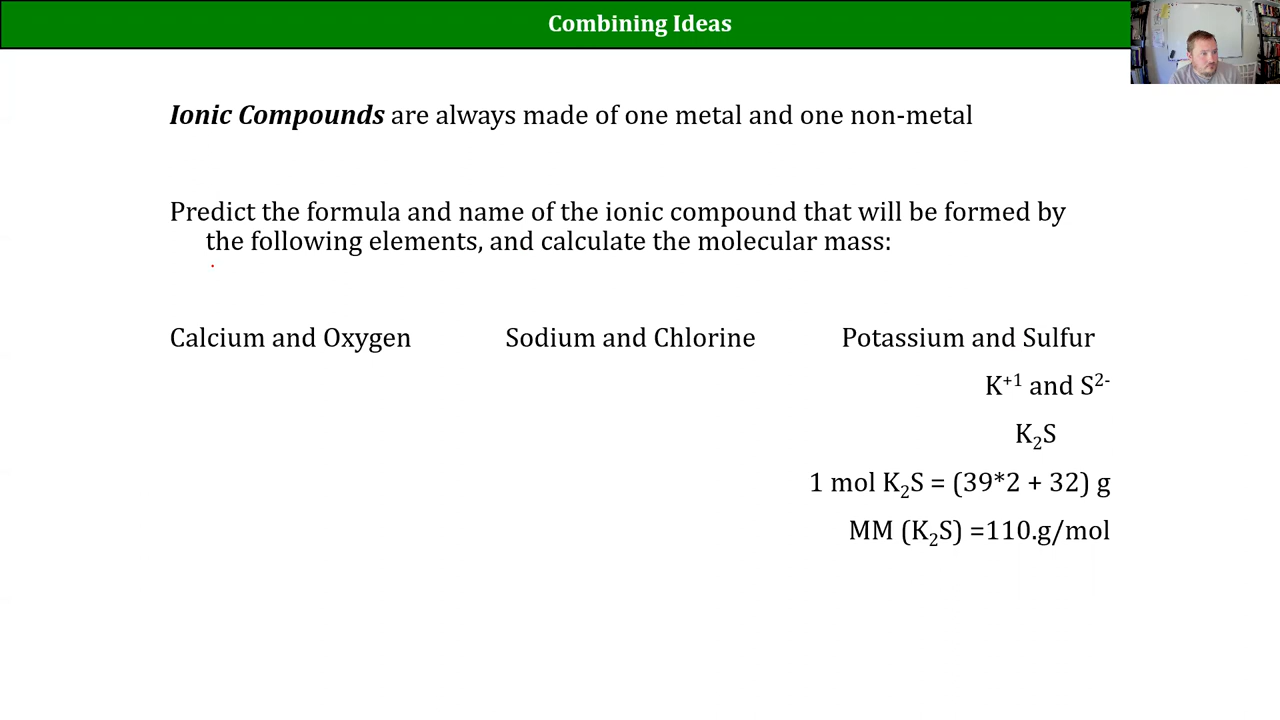 Combining Ideas
Ionic Compounds are always made of one metal and one non-metal
Predict the formula and name of the ionic compound that will be formed by
the following elements, and calculate the molecular mass:
Calcium and Oxygen Sodium and Chlorine Potassium and Sulfur
K⁺¹ and S²⁻
K₂S
1 mol K₂S = (39*2 + 32) g
MM (K₂S) =110.g/mol